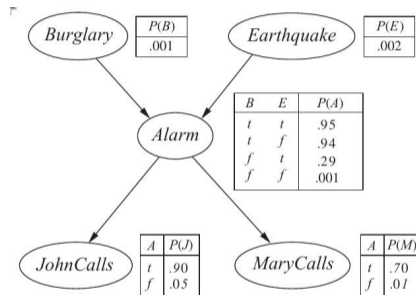 Burglary
P(B)
.001
Earthquake
P(E)
.002
Alarm
B E P(A)
t t .95
t f .94
f t .29
f f .001
JohnCalls
A P(J)
t .90
f .05
MaryCalls
A P(M)
t .70
f .01